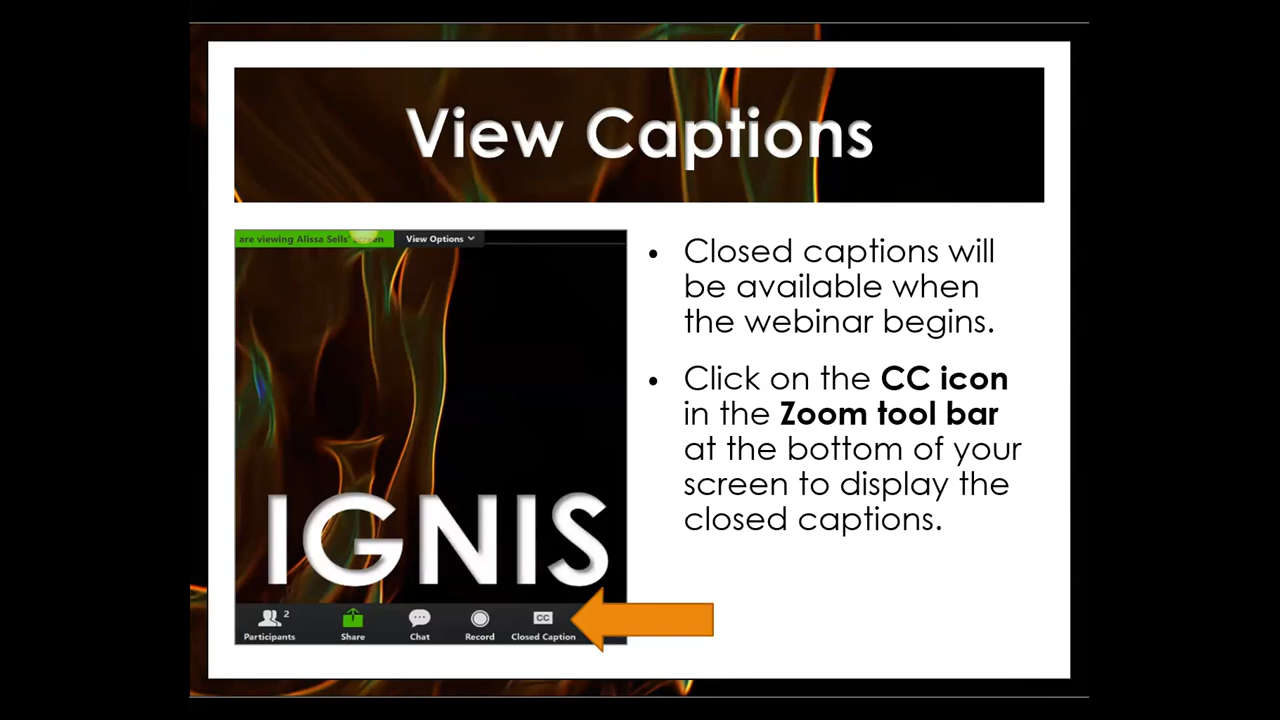 View Captions
are viewing Alissa Sells' screen
View Options
IGNIS
2
Participants
Share
Chat
Record
CC
Closed Caption
• Closed captions will
be available when
the webinar begins.
• Click on the CC icon
in the Zoom tool bar
at the bottom of your
screen to display the
closed captions.